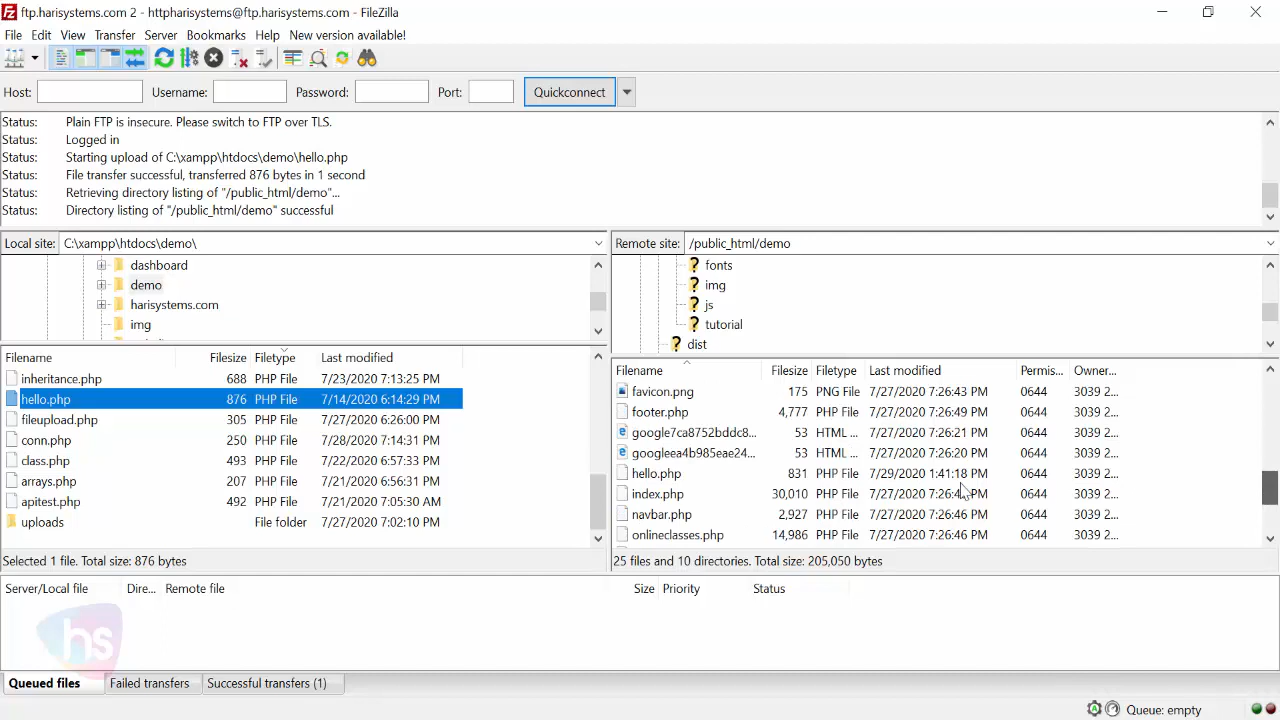 ftp.harisystems.com 2 - httpharisystems@ftp.harisystems.com - FileZilla
File Edit View Transfer Server Bookmarks Help New version available!
Host: Username: Password: Port: Quickconnect
Status: Plain FTP is insecure. Please switch to FTP over TLS.
Status: Logged in
Status: Starting upload of C:\xampp\htdocs\demo\hello.php
Status: File transfer successful, transferred 876 bytes in 1 second
Status: Retrieving directory listing of "/public_html/demo"...
Status: Directory listing of "/public_html/demo" successful
Local site: C:\xampp\htdocs\demo\
dashboard
demo
harisystems.com
img
Filename Filesize Filetype Last modified
inheritance.php 688 PHP File 7/23/2020 7:13:25 PM
hello.php 876 PHP File 7/14/2020 6:14:29 PM
fileupload.php 305 PHP File 7/27/2020 6:26:00 PM
conn.php 250 PHP File 7/28/2020 7:14:31 PM
class.php 493 PHP File 7/22/2020 6:57:33 PM
arrays.php 207 PHP File 7/21/2020 6:56:31 PM
apitest.php 492 PHP File 7/21/2020 7:05:30 AM
uploads File folder 7/27/2020 7:02:10 PM
Selected 1 file. Total size: 876 bytes
Remote site: /public_html/demo
? fonts
? img
? js
? tutorial
? dist
Filename Filesize Filetype Last modified Permis... Owner...
favicon.png 175 PNG File 7/27/2020 7:26:43 PM 0644 3039 2...
footer.php 4,777 PHP File 7/27/2020 7:26:49 PM 0644 3039 2...
google7ca8752bddc8... 53 HTML ... 7/27/2020 7:26:21 PM 0644 3039 2...
googleea4b985eae24... 53 HTML ... 7/27/2020 7:26:20 PM 0644 3039 2...
hello.php 831 PHP File 7/29/2020 1:41:18 PM 0644 3039 2...
index.php 30,010 PHP File 7/27/2020 PM 0644 3039 2...
navbar.php 2,927 PHP File 7/27/2020 7:26:46 PM 0644 3039 2...
onlineclasses.php 14,986 PHP File 7/27/2020 7:26:46 PM 0644 3039 2...
25 files and 10 directories. Total size: 205,050 bytes
Server/Local file Dire... Remote file Size Priority Status
hs
Queued files Failed transfers Successful transfers (1)
Queue: empty